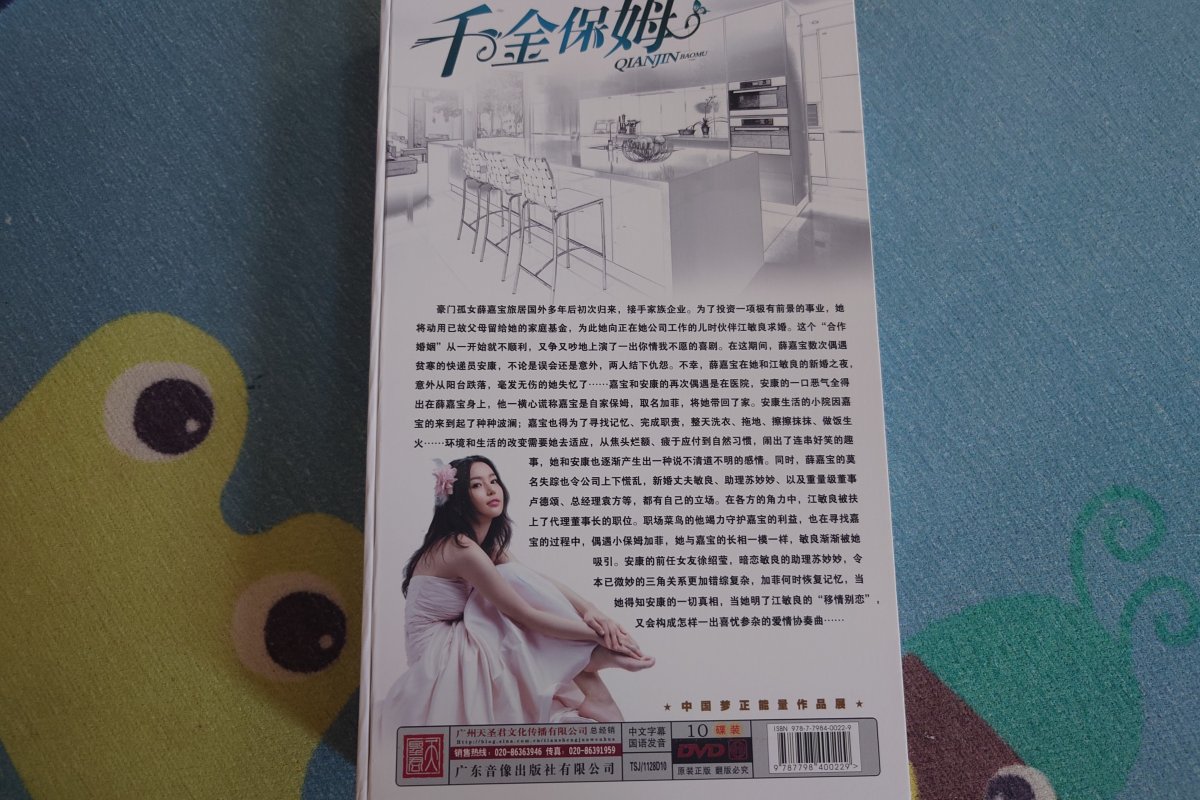 千金保姆
QIANJIN BAOMU
豪门孤女薛嘉宝旅居国外多年后初次归来，接手家族企业。为了投资一项极有前景的事业，她
将动用已故父母留给她的家庭基金，为此她向正在她公司工作的儿时伙伴江敏良求婚。这个“合作
婚姻”从一开始就不顺利，又争又吵地上演了一出你情我不愿的喜剧。在这期间，薛嘉宝数次偶遇
贫寒的快递员安康，不论是误会还是意外，两人结下仇怨。不幸，薛嘉宝在她和江敏良的新婚之夜，
意外从阳台跌落，毫发无伤的她失忆了……嘉宝和安康的再次偶遇是在医院，安康的一口恶气全得
出在薛嘉宝身上，他一横心谎称嘉宝是自家保姆，取名加菲，将她带回了家。安康生活的小院因嘉
宝的来到起了种种波澜；嘉宝也得为了寻找记忆、完成职责，整天洗衣、拖地、擦擦抹抹、做饭生
火……环境和生活的改变需要她去适应，从焦头烂额、疲于应付到自然习惯，闹出了连串好笑的趣
事，她和安康也逐渐产生出一种说不清道不明的感情。同时，薛嘉宝的莫
名失踪也令公司上下慌乱，新婚丈夫敏良、助理苏妙妙、以及重量级董事
卢德颂、总经理袁方等，都有自己的立场。在各方的角力中，江敏良被扶
上了代理董事长的职位。职场菜鸟的他竭力守护嘉宝的利益，也在寻找嘉
宝的过程中，偶遇小保姆加菲，她与嘉宝的长相一模一样，敏良渐渐被她
吸引。安康的前任女友徐绍莹，暗恋敏良的助理苏妙妙，令
本已微妙的三角关系更加错综复杂，加菲何时恢复记忆，当
她得知安康的一切真相，当她明了江敏良的“移情别恋”，
又会构成怎样一出喜忧参杂的爱情协奏曲……
★ 中国梦正能量作品展 ★
广州天圣君文化传播有限公司 总经销
Http://blog.sina.com.cn/tianshengjunwenhua
销售热线：020-86363946 传真：020-86391959
广东音像出版社有限公司
中文字幕
国语发音
TSJ/1128D10
10 碟装
DVD 9
原装正版 翻版必究
ISBN 978-7-7984-0022-9
9 787798 400229 >